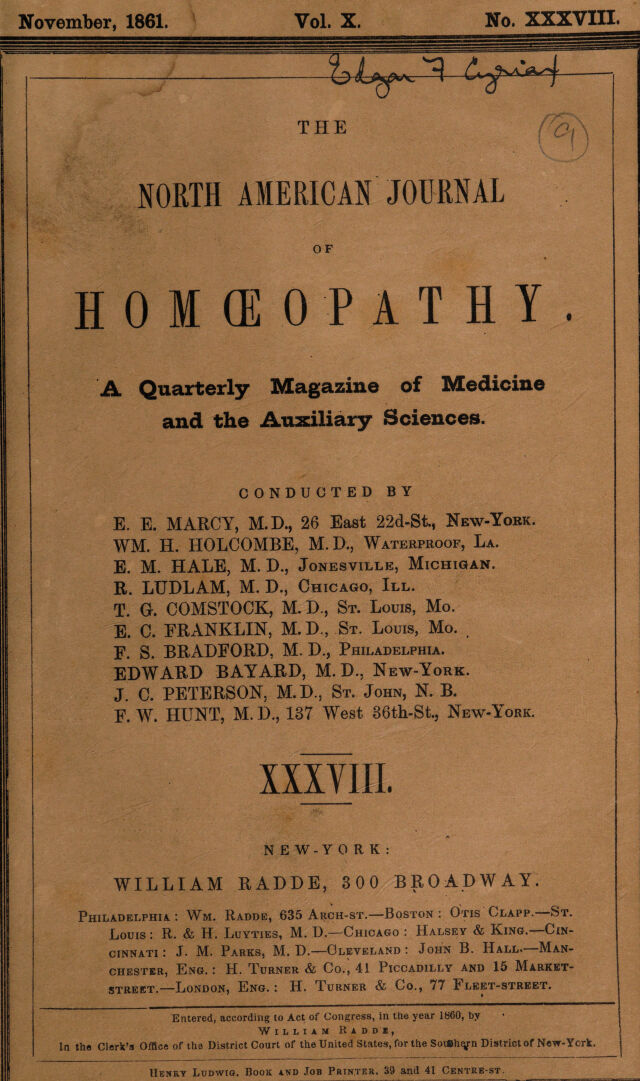 November, 1861. Vol. X. No. XXXVIII.
Edgar F Cyriax
THE
9
NORTH AMERICAN JOURNAL
OF
HOMŒOPATHY.
A Quarterly Magazine of Medicine
and the Auxiliary Sciences.
CONDUCTED BY
E. E. MARCY, M.D., 26 East 22d-St., NEW-YORK.
WM. H. HOLCOMBE, M.D., WATERPROOF, LA.
E. M. HALE, M.D., JONESVILLE, MICHIGAN.
R. LUDLAM, M.D., CHICAGO, ILL.
T. G. COMSTOCK, M.D., ST. LOUIS, MO.
E. C. FRANKLIN, M.D., ST. LOUIS, MO.
F. S. BRADFORD, M.D., PHILADELPHIA.
EDWARD BAYARD, M.D., NEW-YORK.
J. C. PETERSON, M.D., ST. JOHN, N. B.
F. W. HUNT, M.D., 137 West 36th-St., NEW-YORK.
XXXVIII.
NEW-YORK:
WILLIAM RADDE, 300 BROADWAY.
PHILADELPHIA: WM. RADDE, 635 ARCH-ST.—BOSTON: OTIS CLAPP.—ST.
LOUIS: R. & H. LUYTIES, M. D.—CHICAGO: HALSEY & KING.—CIN-
CINNATI: J. M. PARKS, M. D.—CLEVELAND: JOHN B. HALL.—MAN-
CHESTER, ENG.: H. TURNER & CO., 41 PICCADILLY AND 15 MARKET-
STREET.—LONDON, ENG.: H. TURNER & CO., 77 FLEET-STREET.
Entered, according to Act of Congress, in the year 1860, by
WILLIAM RADDE,
In the Clerk's Office of the District Court of the United States, for the Southern District of New-York.
HENRY LUDWIG, BOOK AND JOB PRINTER, 39 AND 41 CENTRE-ST.